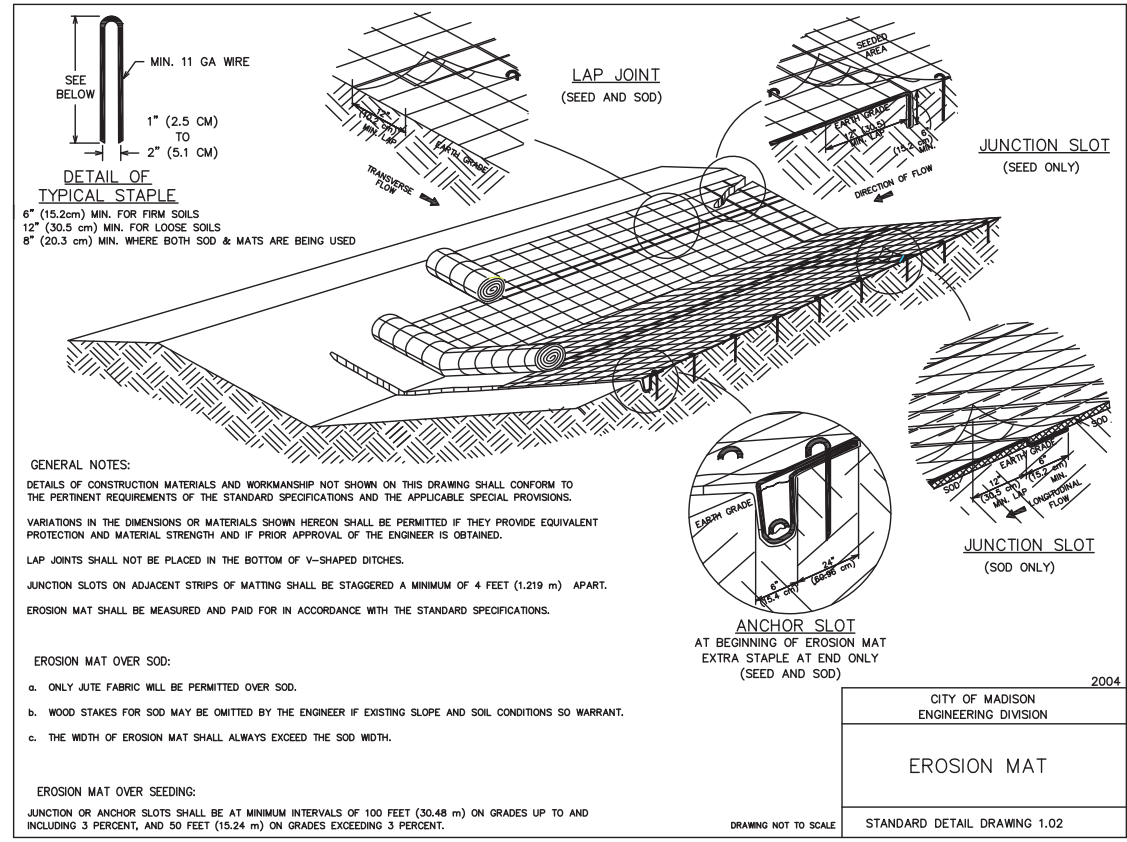 SEE
BELOW
MIN. 11 GA WIRE
1" (2.5 CM)
TO
2" (5.1 CM)
DETAIL OF
TYPICAL STAPLE
6" (15.2cm) MIN. FOR FIRM SOILS
12" (30.5 cm) MIN. FOR LOOSE SOILS
8" (20.3 cm) MIN. WHERE BOTH SOD & MATS ARE BEING USED
LAP JOINT
(SEED AND SOD)
12"
(10.2 cm)
MIN. LAP
EARTH GRADE
TRANSVERSE
FLOW
SEEDED
AREA
EARTH GRADE
12" (30.5)
MIN. LAP
6"
(15.2 cm)
MIN.
DIRECTION OF FLOW
JUNCTION SLOT
(SEED ONLY)
SOD
EARTH GRADE
6"
(15.2 cm)
MIN.
12"
(30.5 cm)
MIN. LAP
SOD
LONGITUDINAL
FLOW
JUNCTION SLOT
(SOD ONLY)
EARTH GRADE
24"
(60.96 cm)
6"
(15.4 cm)
ANCHOR SLOT
AT BEGINNING OF EROSION MAT
EXTRA STAPLE AT END ONLY
(SEED AND SOD)
GENERAL NOTES:
DETAILS OF CONSTRUCTION MATERIALS AND WORKMANSHIP NOT SHOWN ON THIS DRAWING SHALL CONFORM TO
THE PERTINENT REQUIREMENTS OF THE STANDARD SPECIFICATIONS AND THE APPLICABLE SPECIAL PROVISIONS.
VARIATIONS IN THE DIMENSIONS OR MATERIALS SHOWN HEREON SHALL BE PERMITTED IF THEY PROVIDE EQUIVALENT
PROTECTION AND MATERIAL STRENGTH AND IF PRIOR APPROVAL OF THE ENGINEER IS OBTAINED.
LAP JOINTS SHALL NOT BE PLACED IN THE BOTTOM OF V-SHAPED DITCHES.
JUNCTION SLOTS ON ADJACENT STRIPS OF MATTING SHALL BE STAGGERED A MINIMUM OF 4 FEET (1.219 m) APART.
EROSION MAT SHALL BE MEASURED AND PAID FOR IN ACCORDANCE WITH THE STANDARD SPECIFICATIONS.
EROSION MAT OVER SOD:
a. ONLY JUTE FABRIC WILL BE PERMITTED OVER SOD.
b. WOOD STAKES FOR SOD MAY BE OMITTED BY THE ENGINEER IF EXISTING SLOPE AND SOIL CONDITIONS SO WARRANT.
c. THE WIDTH OF EROSION MAT SHALL ALWAYS EXCEED THE SOD WIDTH.
EROSION MAT OVER SEEDING:
JUNCTION OR ANCHOR SLOTS SHALL BE AT MINIMUM INTERVALS OF 100 FEET (30.48 m) ON GRADES UP TO AND
INCLUDING 3 PERCENT, AND 50 FEET (15.24 m) ON GRADES EXCEEDING 3 PERCENT.
DRAWING NOT TO SCALE
2004
CITY OF MADISON
ENGINEERING DIVISION
EROSION MAT
STANDARD DETAIL DRAWING 1.02